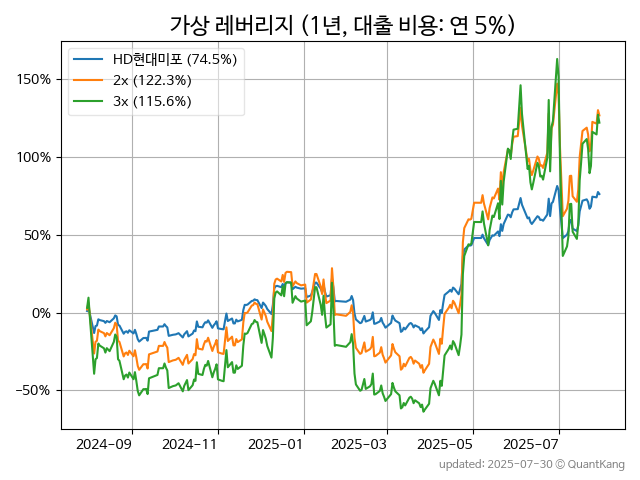 가상 레버리지 (1년, 대출 비용: 연 5%)
HD현대미포 (74.5%)
2x (122.3%)
3x (115.6%)
150%
100%
50%
0%
−50%
2024−09 2024−11 2025−01 2025−03 2025−05 2025−07
updated: 2025-07-30 © QuantKang